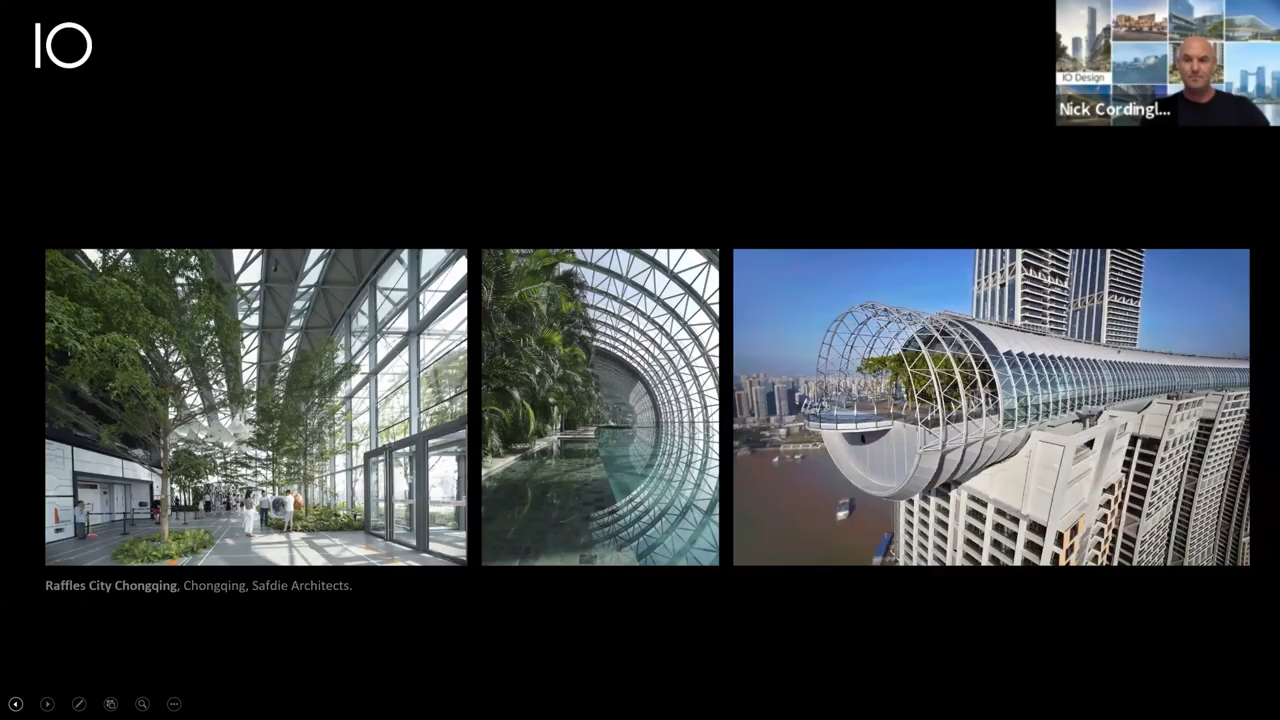 IO
IO Design
Nick Cordingl...
Raffles City Chongqing, Chongqing, Safdie Architects.